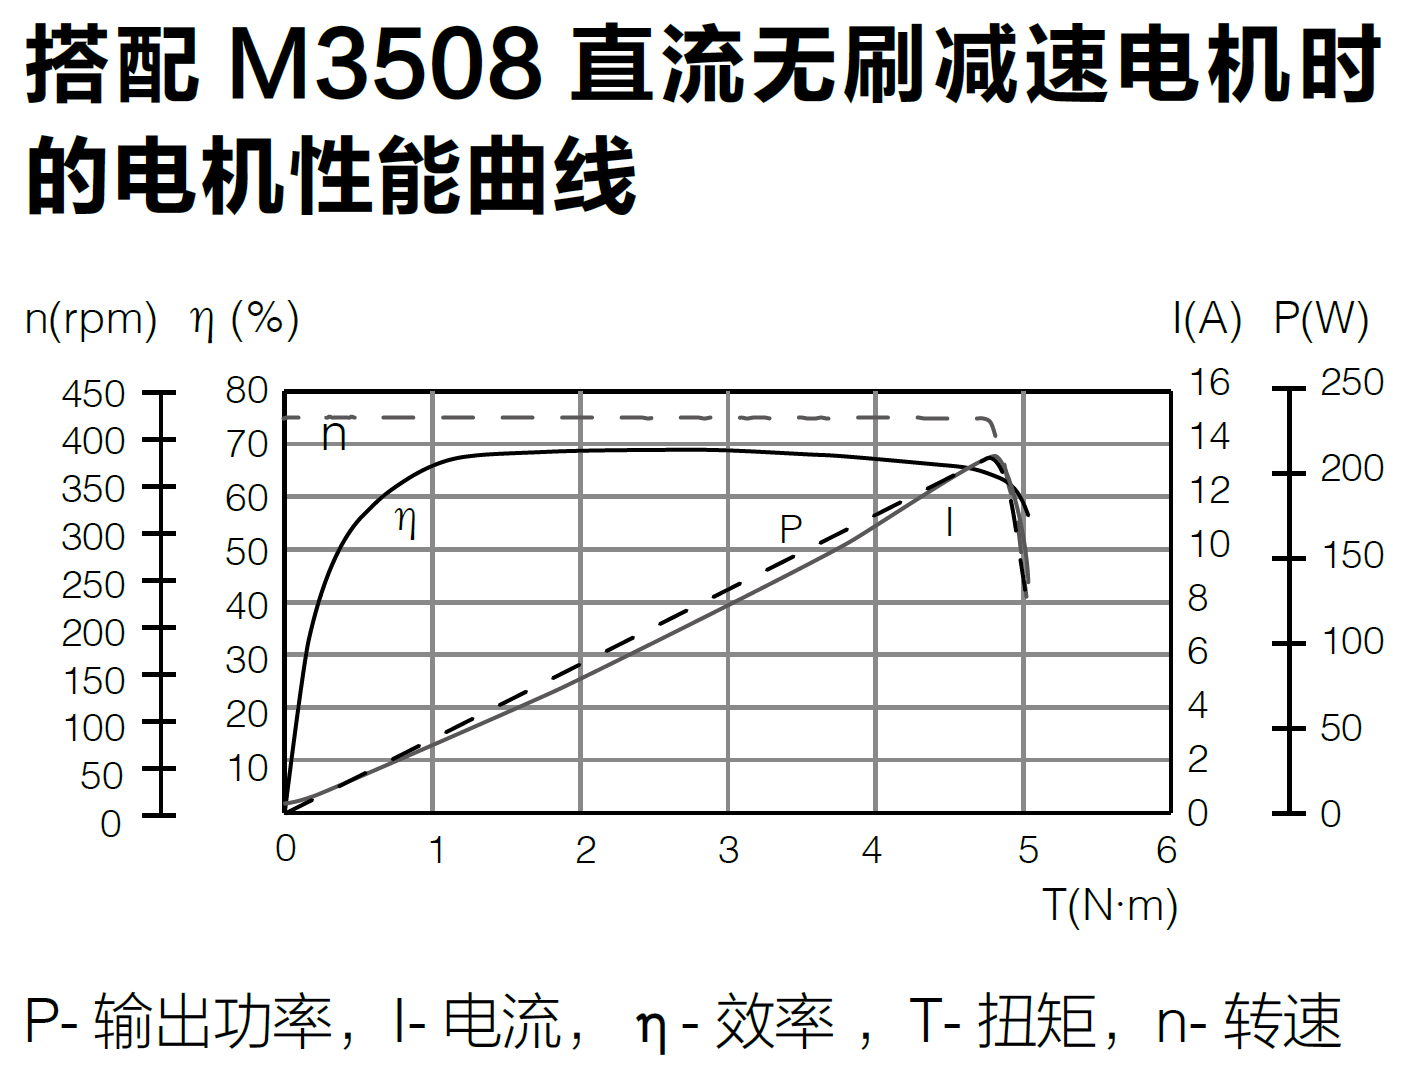 搭配 M3508 直流无刷减速电机时
的电机性能曲线
n(rpm) η (%) I(A) P(W)
450 80 16 250
400 70 14
350 60 12 200
300 50 10 150
250 40 8
200 30 6 100
150 20 4
100 10 2 50
50
0 0 0
n
η
P
I
0 1 2 3 4 5 6
T(N·m)
P- 输出功率， I- 电流， η - 效率 ， T- 扭矩， n- 转速